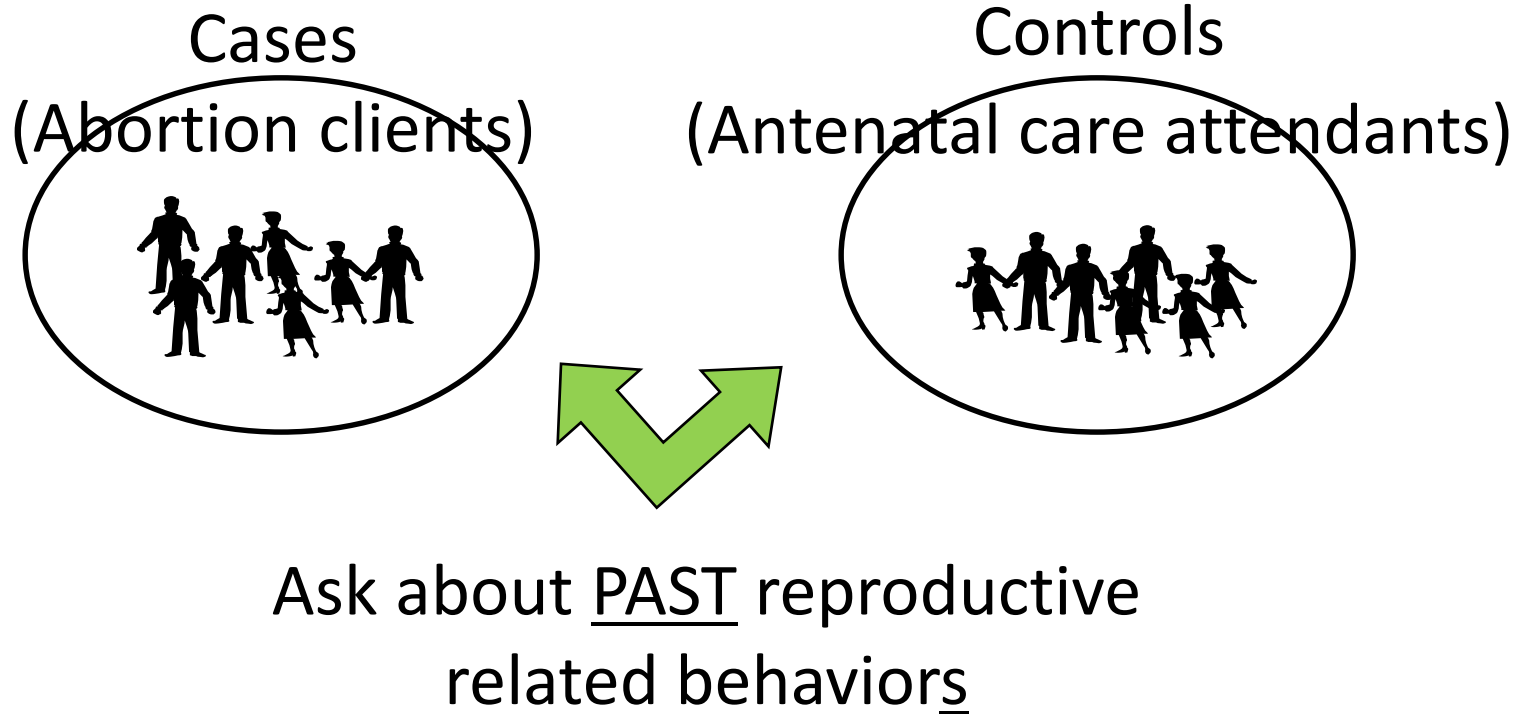 Cases
(Abortion clients)
Controls
(Antenatal care attendants)
Ask about PAST reproductive
related behaviors